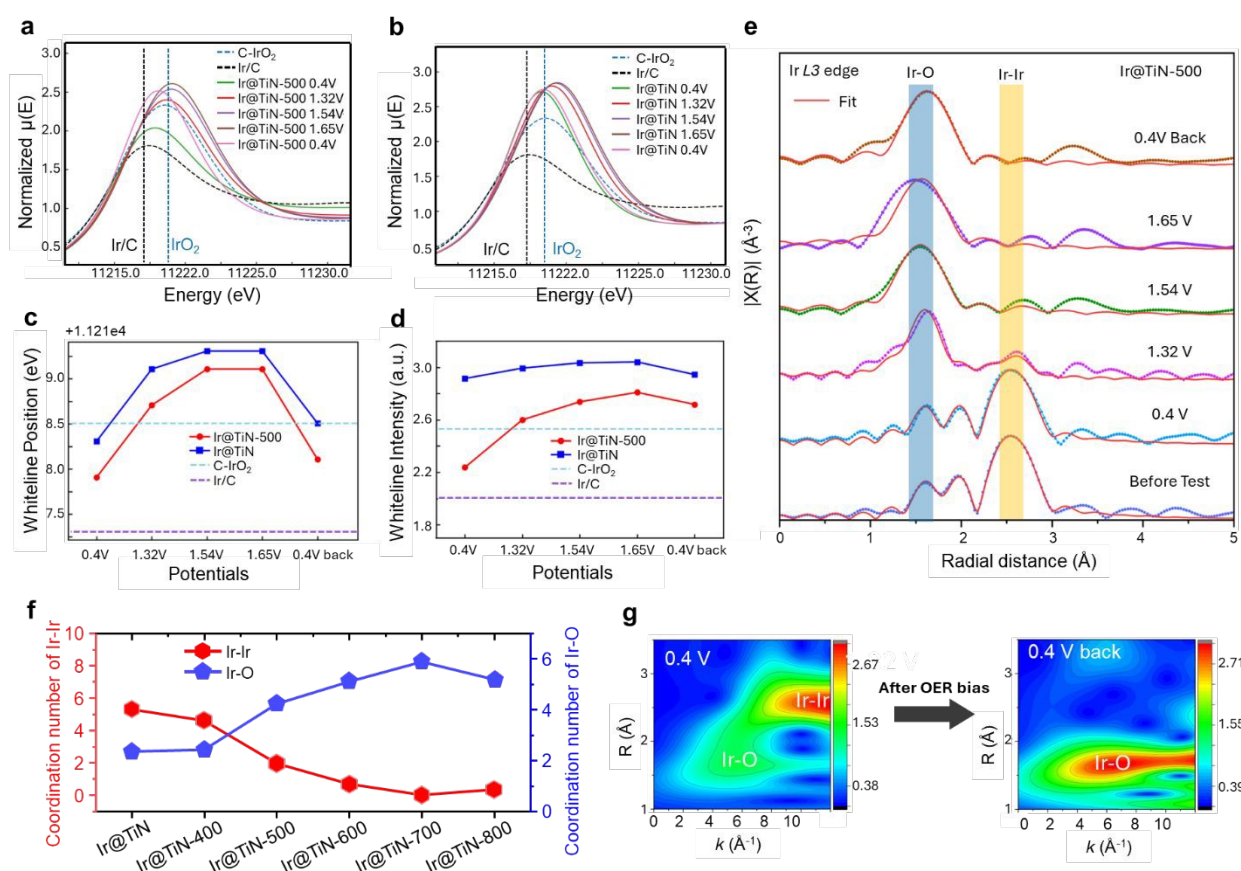 a
Normalized μ(E)
3.0
2.5
2.0
1.5
1.0
0.5
C-IrO₂
Ir/C
Ir@TiN-500 0.4V
Ir@TiN-500 1.32V
Ir@TiN-500 1.54V
Ir@TiN-500 1.65V
Ir@TiN-500 0.4V
Ir/C
IrO₂
11215.0 11222.0 11225.0 11230.0
Energy (eV)
b
Normalized μ(E)
3.5
3.0
2.5
2.0
1.5
1.0
0.5
C-IrO₂
Ir/C
Ir@TiN 0.4V
Ir@TiN 1.32V
Ir@TiN 1.54V
Ir@TiN 1.65V
Ir@TiN 0.4V
Ir/C
IrO₂
11215.0 11222.0 11225.0 11230.0
Energy (eV)
c
+1.121e4
Whiteline Position (eV)
9.0
8.5
8.0
7.5
Ir@TiN-500
Ir@TiN
C-IrO₂
Ir/C
0.4V 1.32V 1.54V 1.65V 0.4V back
Potentials
d
Whiteline Intensity (a.u.)
3.0
2.6
2.2
1.8
Ir@TiN-500
Ir@TiN
C-IrO₂
Ir/C
0.4V 1.32V 1.54V 1.65V 0.4V back
Potentials
e
Ir L3 edge
Ir-O
Ir-Ir
Ir@TiN-500
Fit
0.4V Back
1.65 V
1.54 V
1.32 V
0.4 V
Before Test
|X(R)| (Å⁻³)
0 1 2 3 4 5
Radial distance (Å)
f
Coordination number of Ir-Ir
10
8
6
4
2
0
Ir-Ir
Ir-O
6
4
2
0
Coordination number of Ir-O
Ir@TiN Ir@TiN-400 Ir@TiN-500 Ir@TiN-600 Ir@TiN-700 Ir@TiN-800
g
0.4 V
Ir-Ir
Ir-O
R (Å)
3
2
1
0 2 4 6 8 10
k (Å⁻¹)
2.67
1.53
0.38
After OER bias
0.4 V back
Ir-O
R (Å)
3
2
1
0 2 4 6 8 10
k (Å⁻¹)
2.71
1.55
0.39